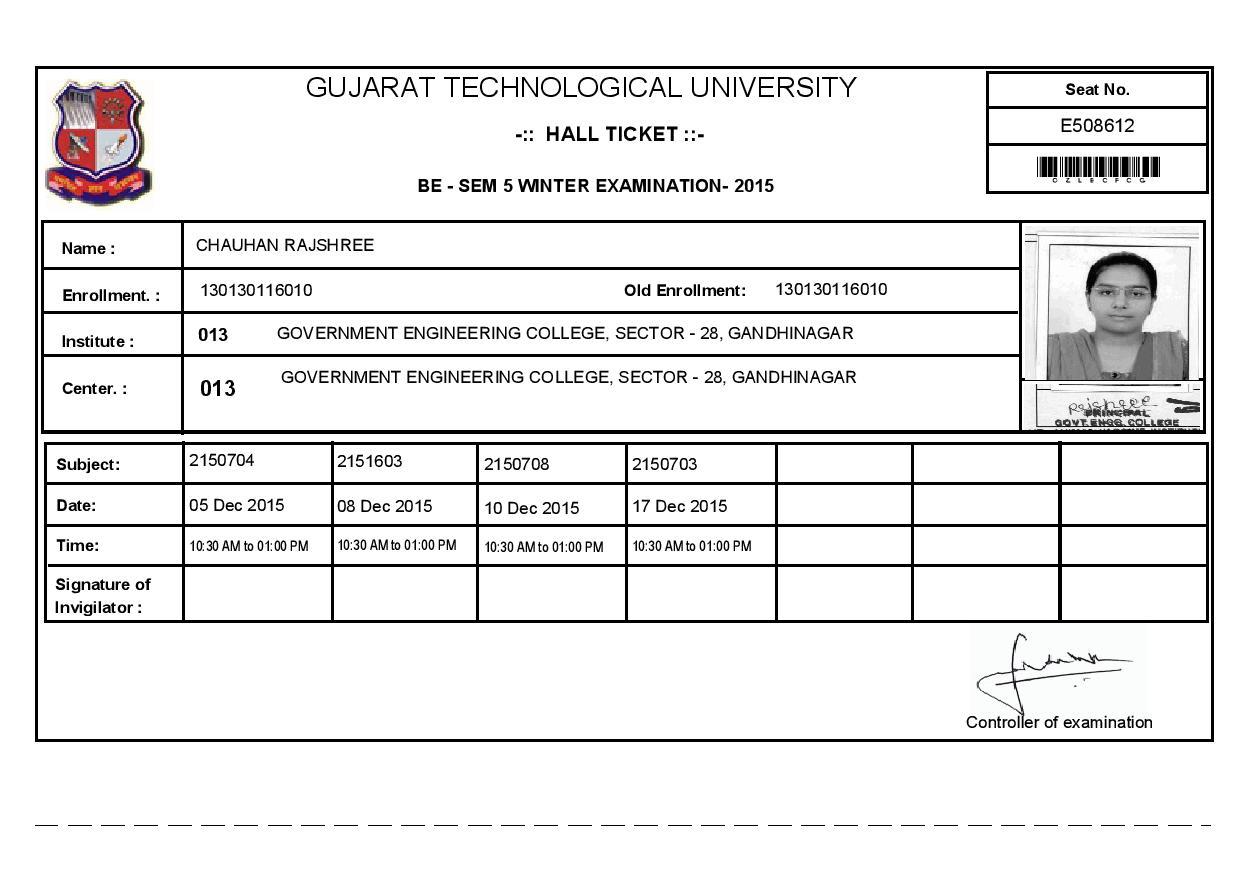 GUJARAT TECHNOLOGICAL UNIVERSITY
-:: HALL TICKET ::-
BE - SEM 5 WINTER EXAMINATION- 2015
Seat No.
E508612
C Z L 8 C F C G
Name : CHAUHAN RAJSHREE
Enrollment. : 130130116010 Old Enrollment: 130130116010
Institute : 013 GOVERNMENT ENGINEERING COLLEGE, SECTOR - 28, GANDHINAGAR
Center. : 013 GOVERNMENT ENGINEERING COLLEGE, SECTOR - 28, GANDHINAGAR
Rajshree
PRINCIPAL
GOVT. ENGG. COLLEGE
Subject: 2150704 2151603 2150708 2150703
Date: 05 Dec 2015 08 Dec 2015 10 Dec 2015 17 Dec 2015
Time: 10:30 AM to 01:00 PM 10:30 AM to 01:00 PM 10:30 AM to 01:00 PM 10:30 AM to 01:00 PM
Signature of
Invigilator :
Controller of examination